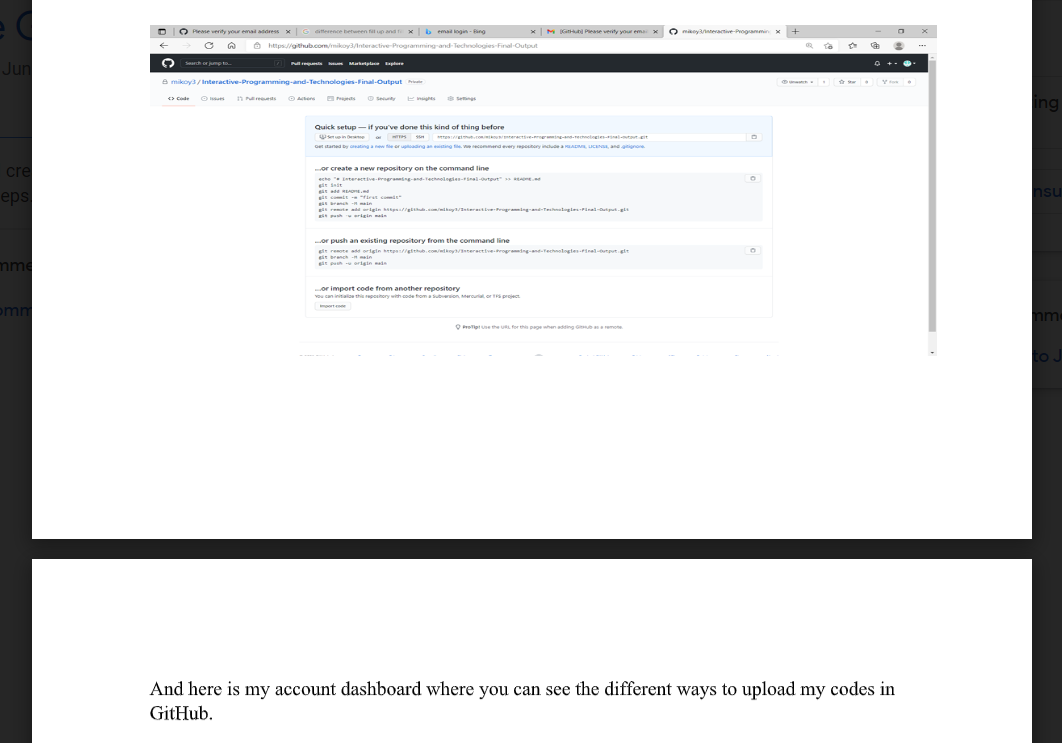 Please verify your email address
difference between fill up and fi
email login - Bing
[GitHub] Please verify your emai
mikoy3/Interactive-Programmin
https://github.com/mikoy3/Interactive-Programming-and-Technologies-Final-Output
Search or jump to...
Pull requests Issues Marketplace Explore
mikoy3 / Interactive-Programming-and-Technologies-Final-Output Private
Unwatch 1 Star 0 Fork 0
Code Issues Pull requests Actions Projects Security Insights Settings
Quick setup — if you've done this kind of thing before
Set up in Desktop or HTTPS SSH https://github.com/mikoy3/Interactive-Programming-and-Technologies-Final-Output.git
Get started by creating a new file or uploading an existing file. We recommend every repository include a README, LICENSE, and .gitignore.
...or create a new repository on the command line
echo "# Interactive-Programming-and-Technologies-Final-Output" >> README.md
git init
git add README.md
git commit -m "first commit"
git branch -M main
git remote add origin https://github.com/mikoy3/Interactive-Programming-and-Technologies-Final-Output.git
git push -u origin main
...or push an existing repository from the command line
git remote add origin https://github.com/mikoy3/Interactive-Programming-and-Technologies-Final-Output.git
git branch -M main
git push -u origin main
...or import code from another repository
You can initialize this repository with code from a Subversion, Mercurial, or TFS project.
Import code
ProTip! Use the URL for this page when adding GitHub as a remote.
Jun
cre
eps.
mme
omm
ing
nsu
mme
to J
And here is my account dashboard where you can see the different ways to upload my codes in
GitHub.